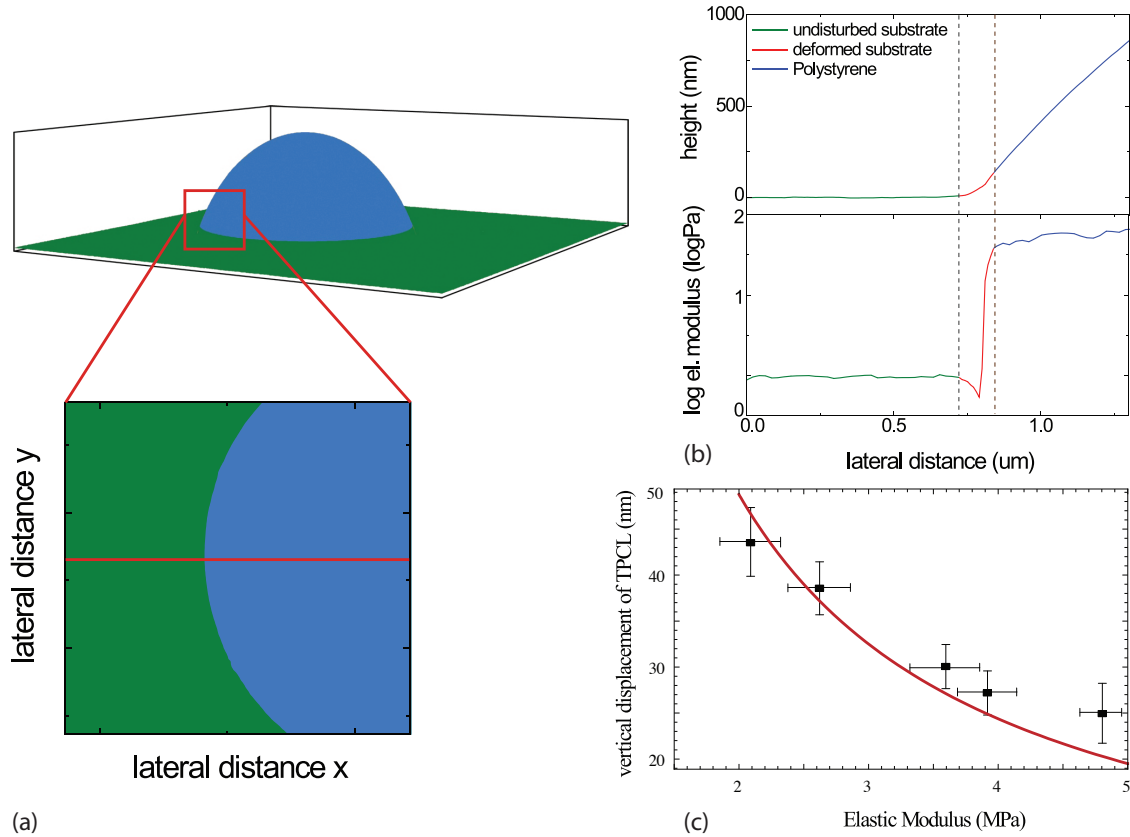 lateral distance y
lateral distance x
(a)
undisturbed substrate
deformed substrate
Polystyrene
height (nm)
1000
500
0
log el. modulus (logPa)
2
1
0
0.0 0.5 1.0
lateral distance (um)
(b)
vertical displacement of TPCL (nm)
50
40
30
20
2 3 4 5
Elastic Modulus (MPa)
(c)